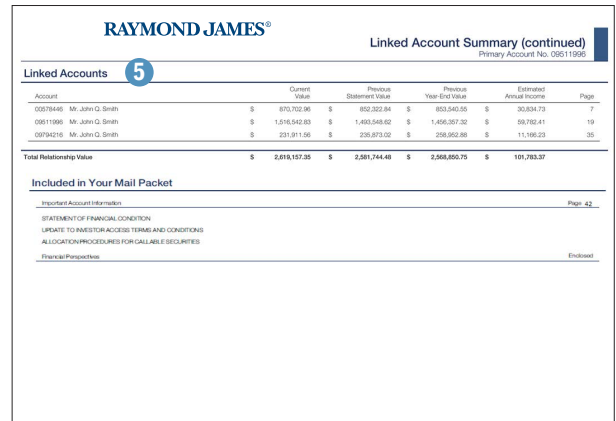 RAYMOND JAMES®
Linked Account Summary (continued)
Primary Account No. 09511996
Linked Accounts 5
Account Current Value Previous Statement Value Previous Year-End Value Estimated Annual Income Page
00578446 Mr. John Q. Smith $ 870,702.96 $ 852,322.84 $ 853,540.55 $ 30,834.73 7
09511996 Mr. John Q. Smith $ 1,516,542.83 $ 1,493,548.62 $ 1,456,357.32 $ 59,782.41 19
09794216 Mr. John Q. Smith $ 231,911.56 $ 235,873.02 $ 258,952.88 $ 11,166.23 35
Total Relationship Value $ 2,619,157.35 $ 2,581,744.48 $ 2,568,850.75 $ 101,783.37
Included in Your Mail Packet
Important Account Information Page 42
STATEMENT OF FINANCIAL CONDITION
UPDATE TO INVESTOR ACCESS TERMS AND CONDITIONS
ALLOCATION PROCEDURES FOR CALLABLE SECURITIES
Financial Perspectives Enclosed